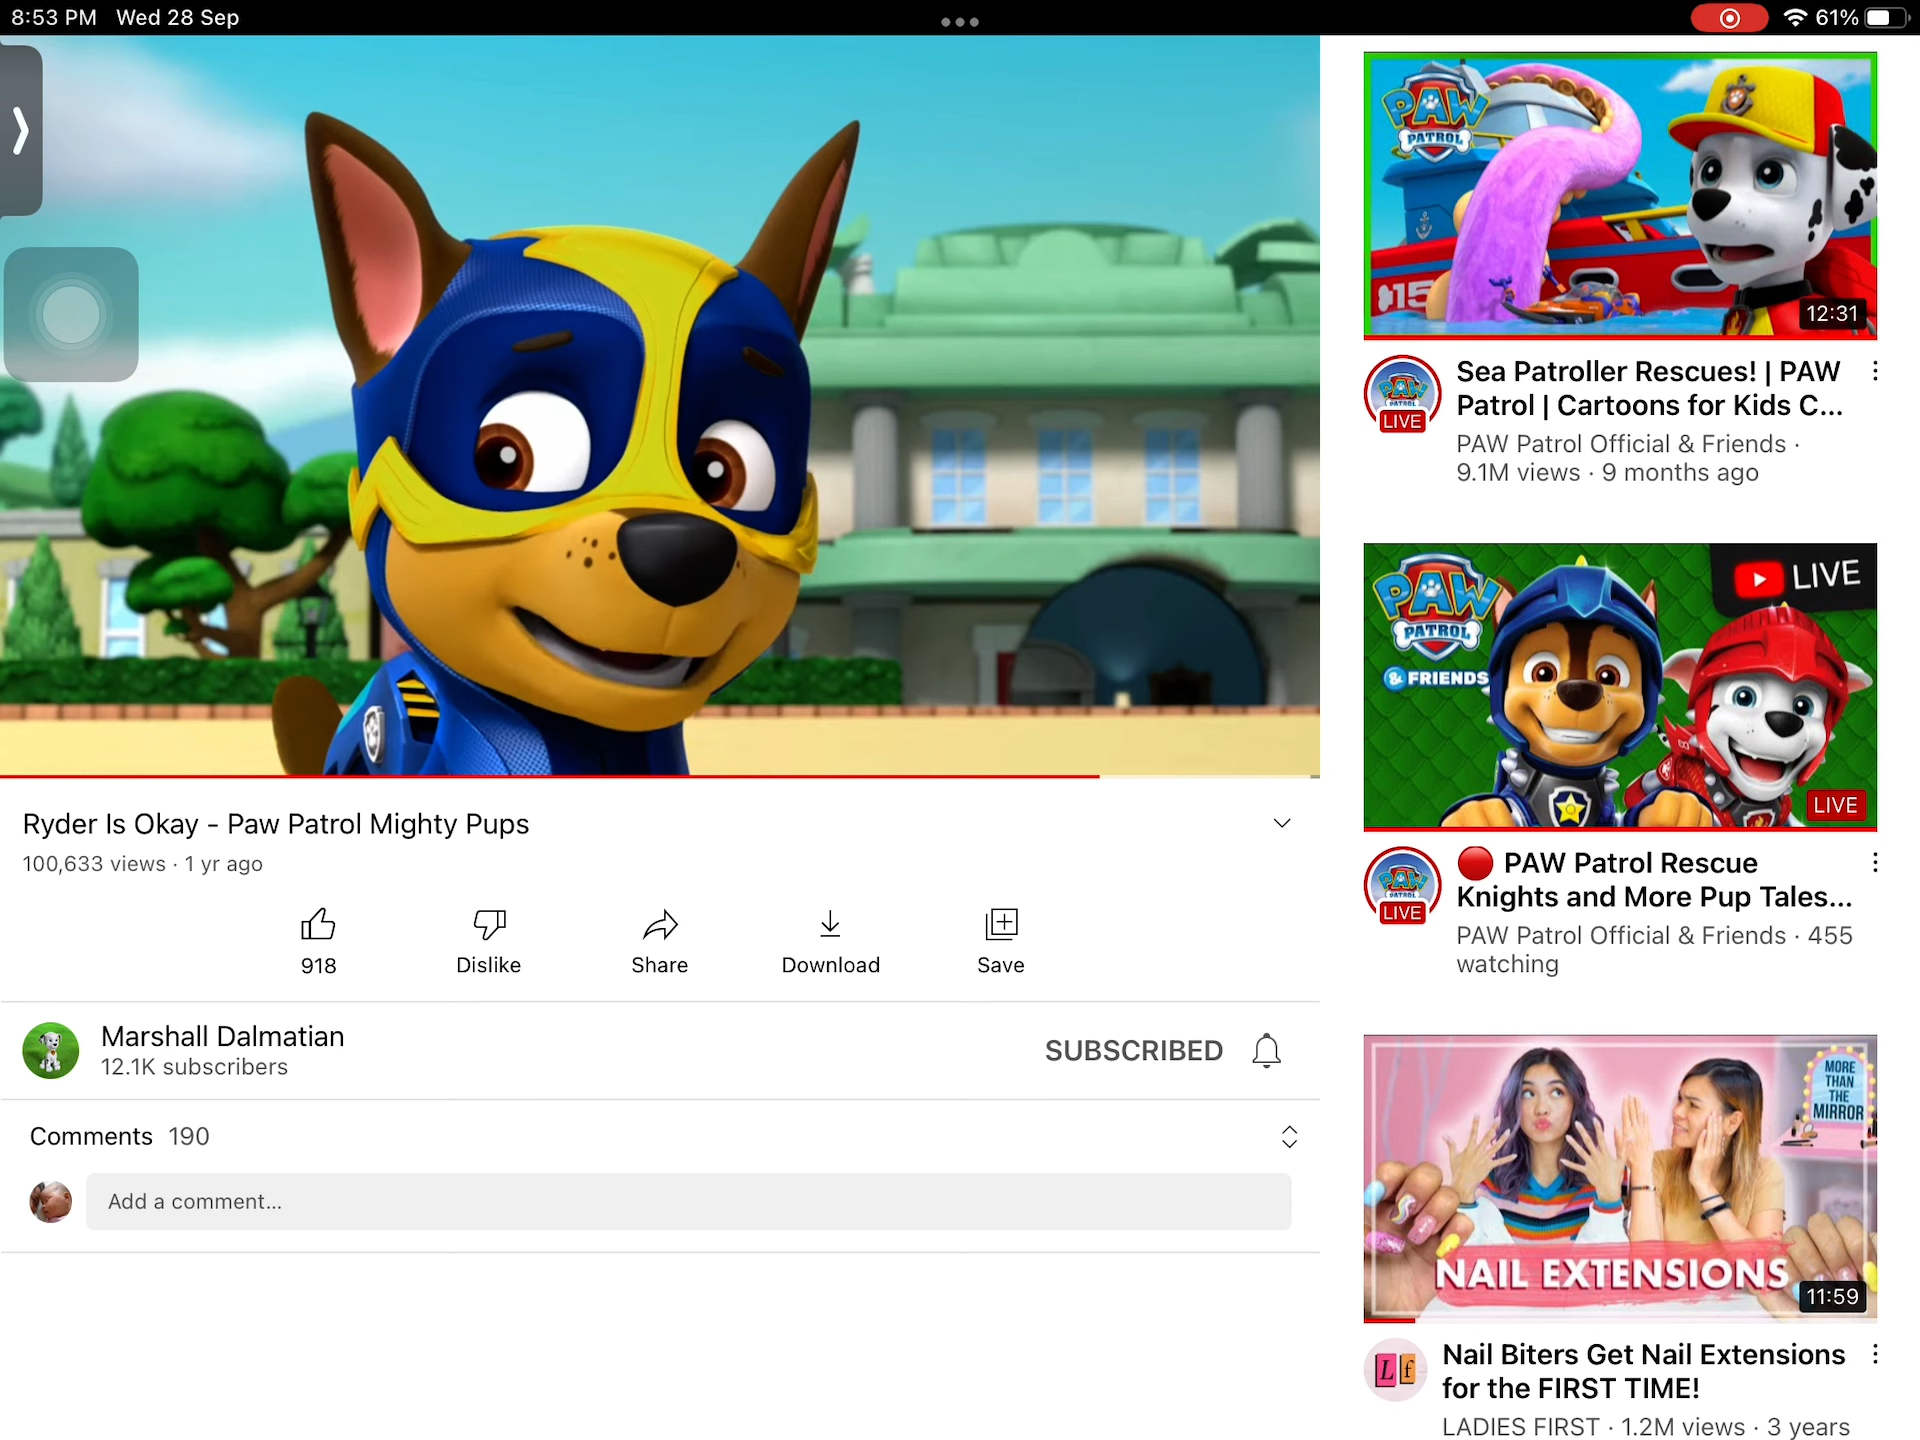 8:53 PM Wed 28 Sep
61%
Ryder Is Okay - Paw Patrol Mighty Pups
100,633 views · 1 yr ago
918
Dislike
Share
Download
Save
Marshall Dalmatian
12.1K subscribers
SUBSCRIBED
Comments 190
Add a comment...
PAW
PATROL
15
12:31
PAW
PATROL
LIVE
Sea Patroller Rescues! | PAW
Patrol | Cartoons for Kids C...
PAW Patrol Official & Friends ·
9.1M views · 9 months ago
PAW
PATROL
& FRIENDS
LIVE
LIVE
PAW
PATROL
LIVE
PAW Patrol Rescue
Knights and More Pup Tales...
PAW Patrol Official & Friends · 455
watching
MORE
THAN
THE
MIRROR
NAIL EXTENSIONS
11:59
Lf
Nail Biters Get Nail Extensions
for the FIRST TIME!
LADIES FIRST · 1.2M views · 3 years